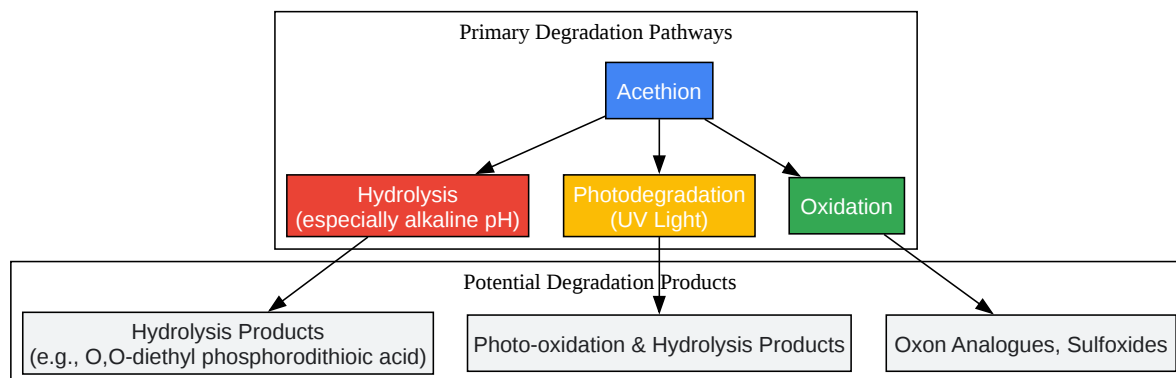 Primary Degradation Pathways
Acethion
Hydrolysis
(especially alkaline pH)
Photodegradation
(UV Light)
Oxidation
Potential Degradation Products
Hydrolysis Products
(e.g., O,O-diethyl phosphorodithioic acid)
Photo-oxidation & Hydrolysis Products
Oxon Analogues, Sulfoxides